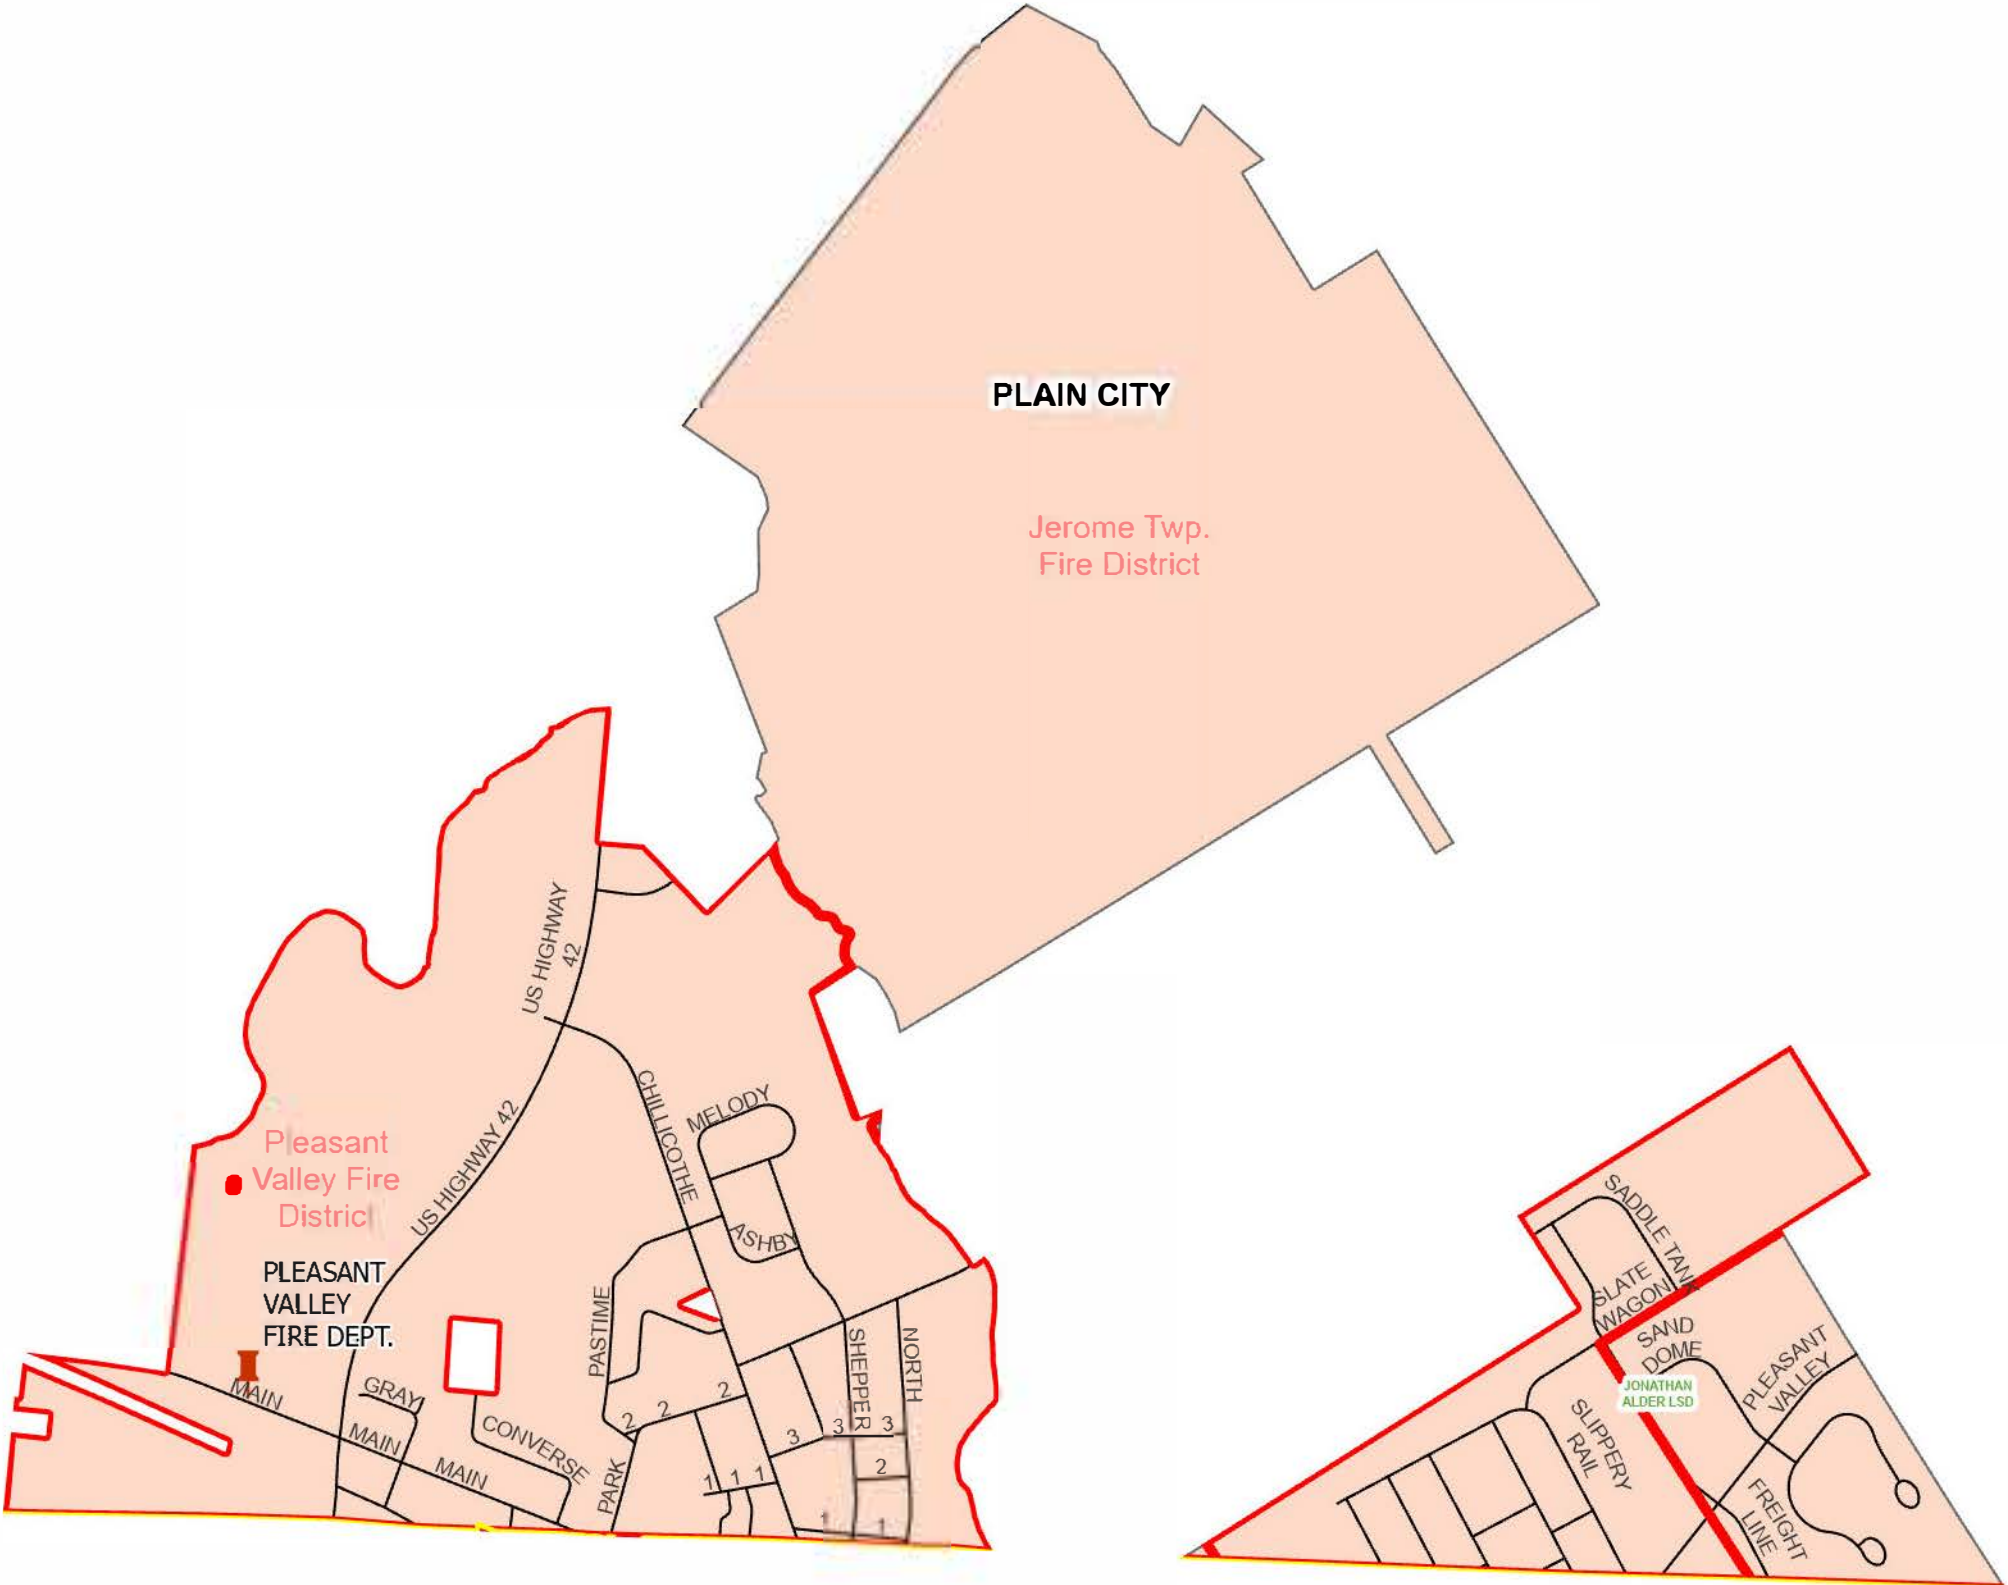 PLAIN CITY
Jerome Twp.
Fire District
US HIGHWAY
42
US HIGHWAY 42
CHILLICOTHE
MELODY
ASHBY
Pleasant
Valley Fire
Distric
PLEASANT
VALLEY
FIRE DEPT.
MAIN
GRAY
MAIN
MAIN
CONVERSE
PASTIME
PARK
2
2
2
1
1
1
3
3
3
SHEPPER
NORTH
2
1
1
SADDLE TANK
SLATE
WAGON
SAND
DOME
JONATHAN
ALDER LSD
PLEASANT
VALLEY
SLIPPERY
RAIL
FREIGHT
LINE